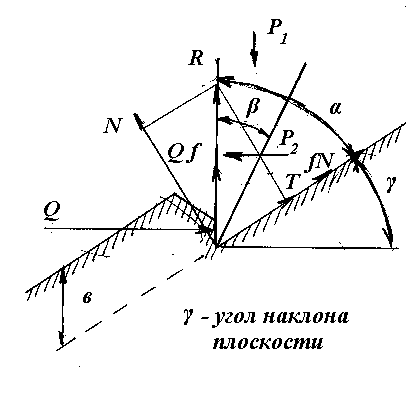 P₁
R
β
α
N
P₂
Q f
fN
T
γ
Q
в
γ - угол наклона
плоскости